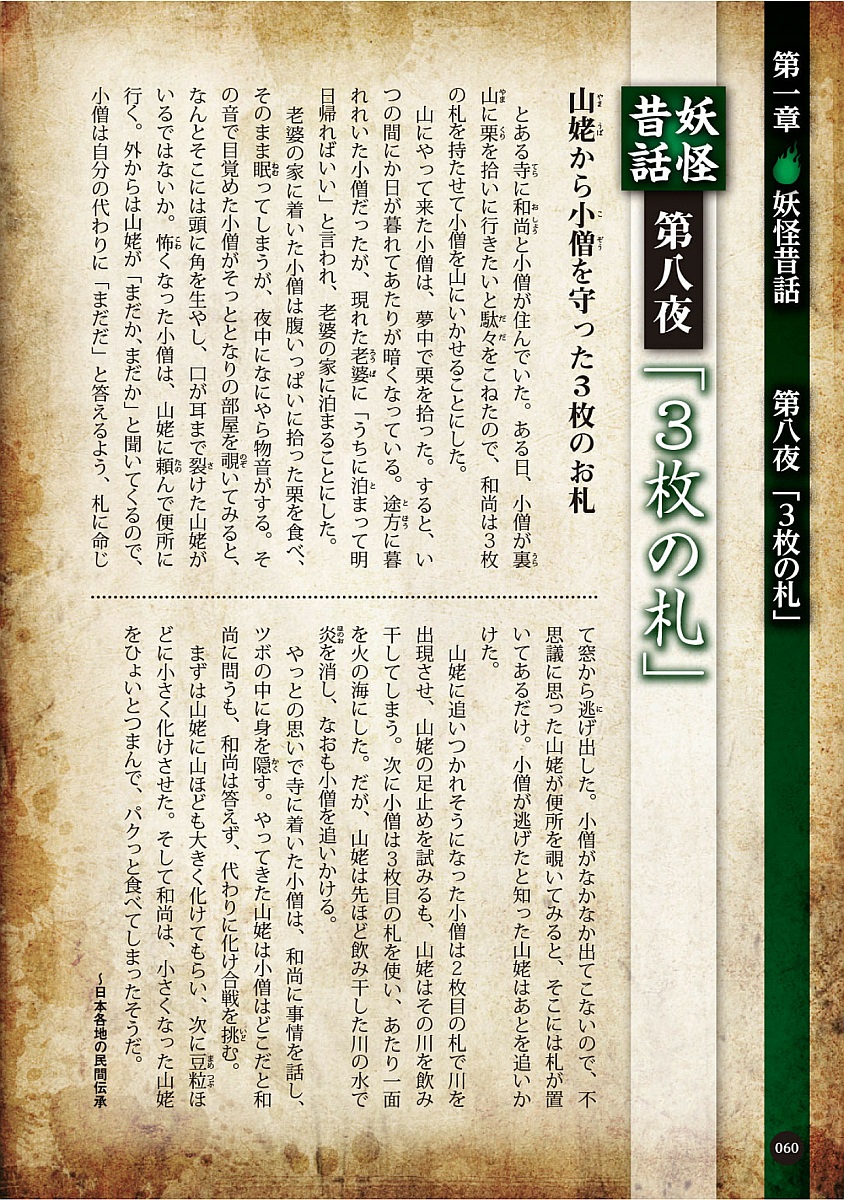 第一章 妖怪昔話 第八夜「３枚の札」
妖怪
昔話
第八夜
「３枚の札」
山姥から小僧を守った３枚のお札
とある寺に和尚と小僧が住んでいた。ある日、小僧が裏
山に栗を拾いに行きたいと駄々をこねたので、和尚は３枚
の札を持たせて小僧を山にいかせることにした。
山にやって来た小僧は、夢中で栗を拾った。すると、い
つの間にか日が暮れてあたりが暗くなっている。途方に暮
れれいた小僧だったが、現れた老婆に「うちに泊まって明
日帰ればいい」と言われ、老婆の家に泊まることにした。
老婆の家に着いた小僧は腹いっぱいに拾った栗を食べ、
そのまま眠ってしまうが、夜中になにやら物音がする。そ
の音で目覚めた小僧がそっととなりの部屋を覗いてみると、
なんとそこには頭に角を生やし、口が耳まで裂けた山姥が
いるではないか。怖くなった小僧は、山姥に頼んで便所に
行く。外からは山姥が「まだか、まだか」と聞いてくるので、
小僧は自分の代わりに「まだだ」と答えるよう、札に命じ
て窓から逃げ出した。小僧がなかなか出てこないので、不
思議に思った山姥が便所を覗いてみると、そこには札が置
いてあるだけ。小僧が逃げたと知った山姥はあとを追いか
けた。
山姥に追いつかれそうになった小僧は２枚目の札で川を
出現させ、山姥の足止めを試みるも、山姥はその川を飲み
干してしまう。次に小僧は３枚目の札を使い、あたり一面
を火の海にした。だが、山姥は先ほど飲み干した川の水で
炎を消し、なおも小僧を追いかける。
やっとの思いで寺に着いた小僧は、和尚に事情を話し、
ツボの中に身を隠す。やってきた山姥は小僧はどこだと和
尚に問うも、和尚は答えず、代わりに化け合戦を挑む。
まずは山姥に山ほども大きく化けてもらい、次に豆粒ほ
どに小さく化けさせた。そして和尚は、小さくなった山姥
をひょいとつまんで、パクっと食べてしまったそうだ。
～日本各地の民間伝承
060